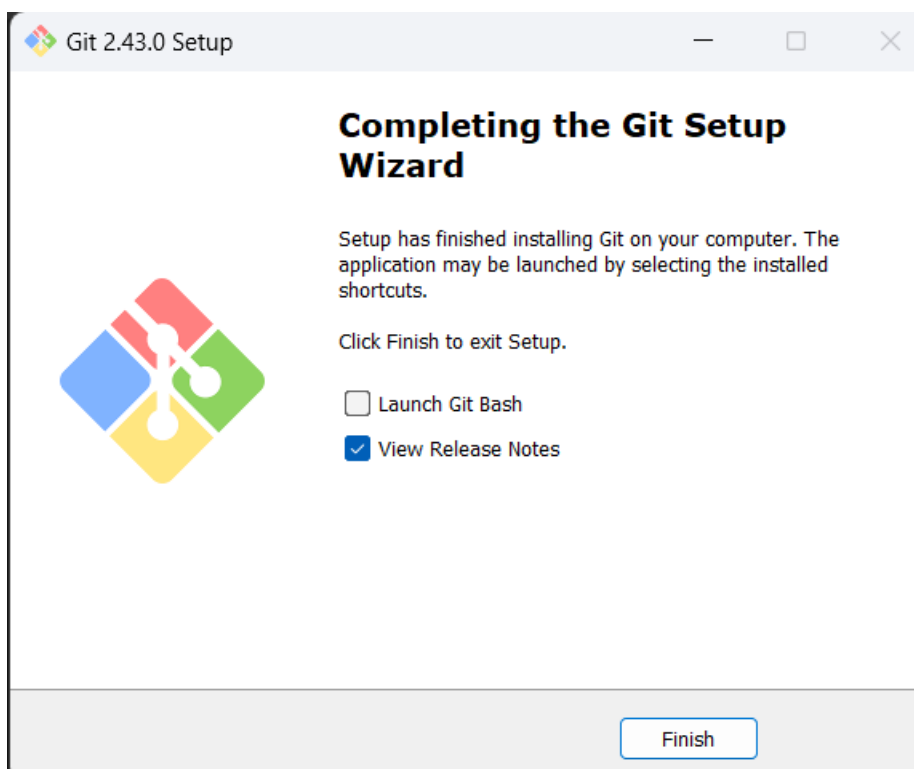 Git 2.43.0 Setup
Completing the Git Setup
Wizard
Setup has finished installing Git on your computer. The
application may be launched by selecting the installed
shortcuts.
Click Finish to exit Setup.
Launch Git Bash
View Release Notes
Finish